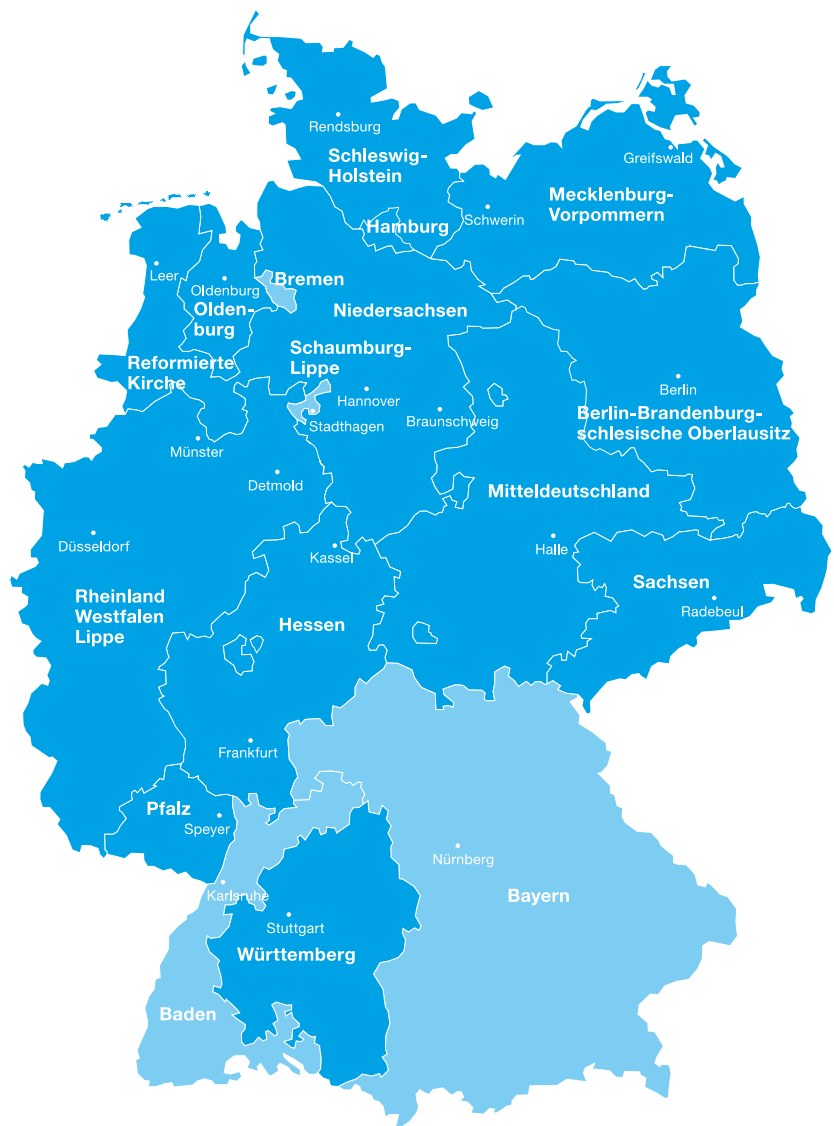 Rendsburg
Schleswig-
Holstein
Greifswald
Mecklenburg-
Vorpommern
Schwerin
Hamburg
Leer
Bremen
Oldenburg
Olden-
burg
Niedersachsen
Schaumburg-
Lippe
Reformierte
Kirche
Hannover
Stadthagen
Braunschweig
Berlin
Berlin-Brandenburg-
schlesische Oberlausitz
Münster
Detmold
Mitteldeutschland
Düsseldorf
Kassel
Halle
Sachsen
Radebeul
Rheinland
Westfalen
Lippe
Hessen
Frankfurt
Pfalz
Speyer
Nürnberg
Karlsruhe
Bayern
Stuttgart
Württemberg
Baden